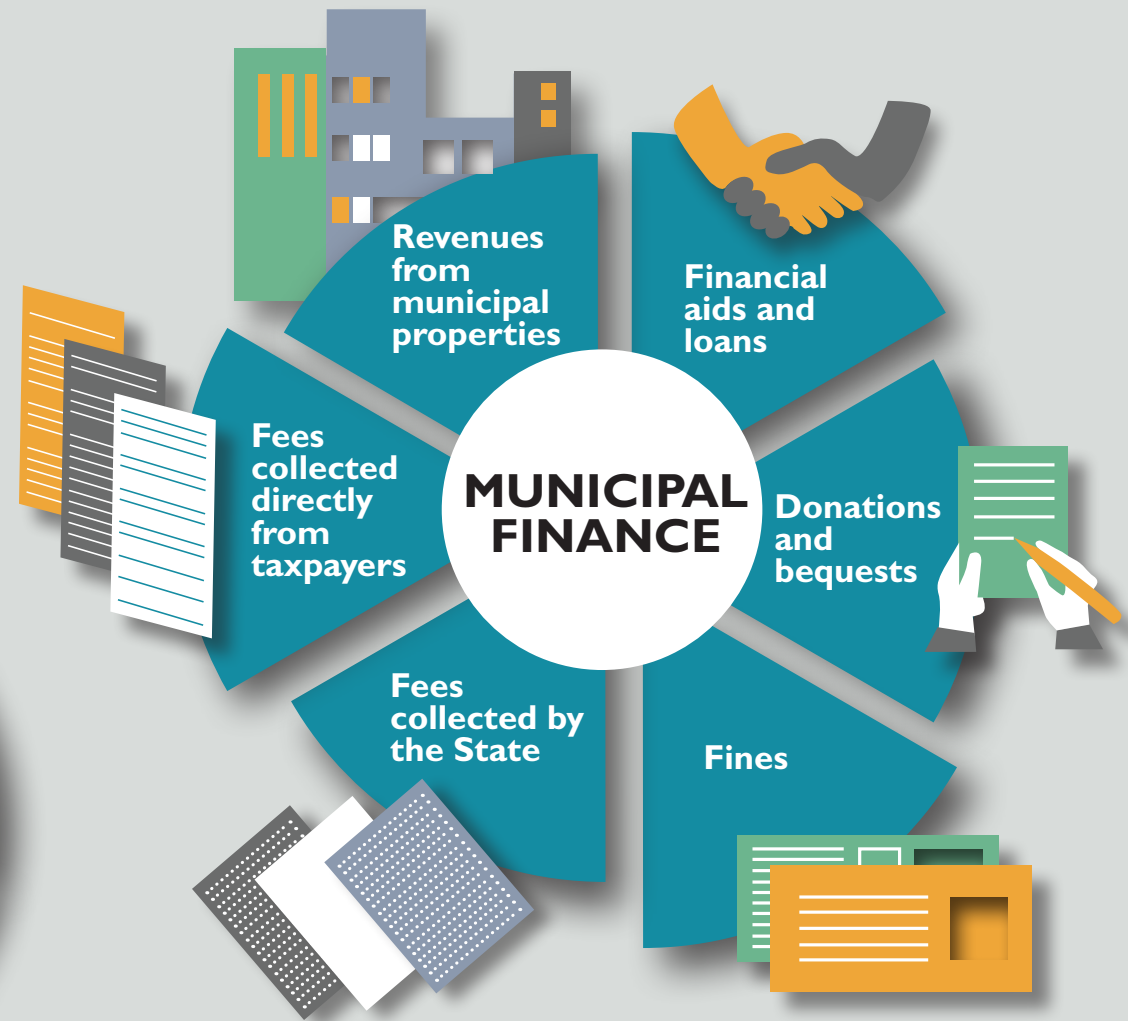 Revenues
from
municipal
properties
Financial
aids and
loans
Fees
collected
directly
from
taxpayers
MUNICIPAL
FINANCE
Donations
and
bequests
Fees
collected by
the State
Fines